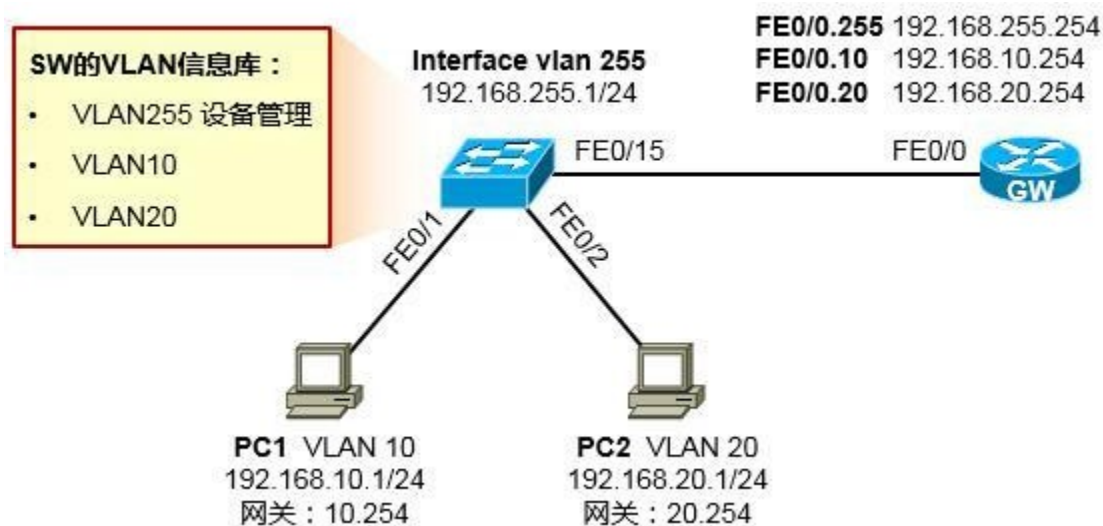 SW的VLAN信息库：
• VLAN255 设备管理
• VLAN10
• VLAN20
Interface vlan 255
192.168.255.1/24
FE0/0.255 192.168.255.254
FE0/0.10 192.168.10.254
FE0/0.20 192.168.20.254
FE0/15
FE0/0
GW
FE0/1
FE0/2
PC1 VLAN 10
192.168.10.1/24
网关：10.254
PC2 VLAN 20
192.168.20.1/24
网关：20.254